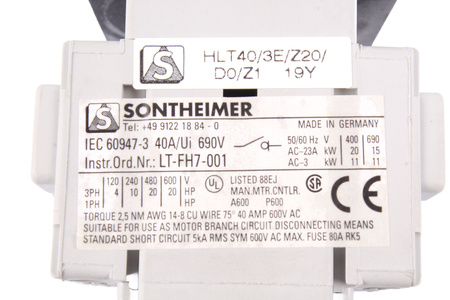 S HLT40/3E/Z20/
D0/Z1 19Y
S SONTHEIMER
Tel: +49 9122 18 84 - 0
MADE IN GERMANY
IEC 60947-3 40A/Ui 690V
50/60 Hz V 400 690
AC-23A kW 20 15
Instr.Ord.Nr.: LT-FH7-001
AC-3 kW 11 11
120 240 480 600 V
3PH 4 10 20 20 HP
1PH HP
UL LISTED 88EJ
MAN.MTR.CNTLR.
A600 P600
SA CE
TORQUE 2,5 NM AWG 14-8 CU WIRE 75° 40 AMP 600V AC
SUITABLE FOR USE AS MOTOR BRANCH CIRCUIT DISCONNECTING MEANS
STANDARD SHORT CIRCUIT 5kA RMS SYM 600V AC MAX. FUSE 80A RK5